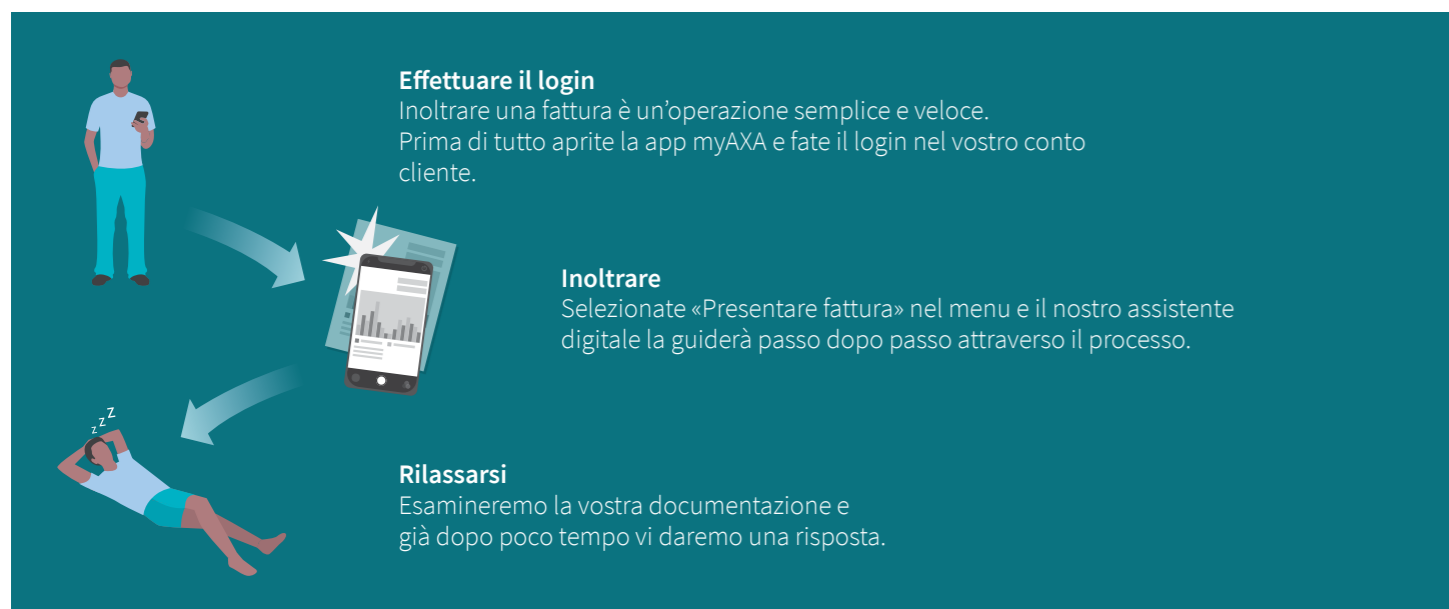 Effettuare il login
Inoltrare una fattura è un’operazione semplice e veloce.
Prima di tutto aprite la app myAXA e fate il login nel vostro conto
cliente.
Inoltrare
Selezionate «Presentare fattura» nel menu e il nostro assistente
digitale la guiderà passo dopo passo attraverso il processo.
z z z
Rilassarsi
Esamineremo la vostra documentazione e
già dopo poco tempo vi daremo una risposta.